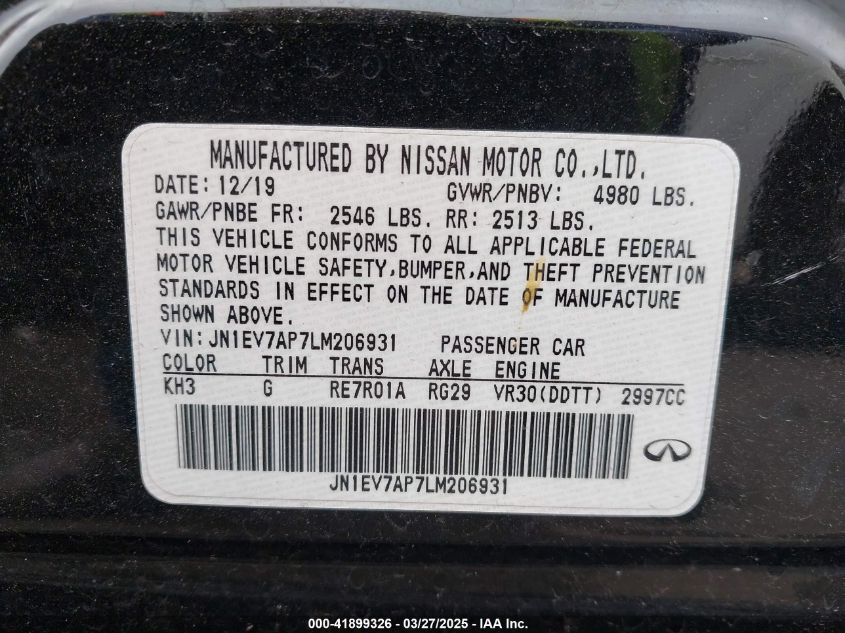 MANUFACTURED BY NISSAN MOTOR CO.,LTD.
DATE: 12/19 GVWR/PNBV: 4980 LBS.
GAWR/PNBE FR: 2546 LBS. RR: 2513 LBS.
THIS VEHICLE CONFORMS TO ALL APPLICABLE FEDERAL
MOTOR VEHICLE SAFETY,BUMPER,AND THEFT PREVENTION
STANDARDS IN EFFECT ON THE DATE OF MANUFACTURE
SHOWN ABOVE.
VIN: JN1EV7AP7LM206931 PASSENGER CAR
COLOR TRIM TRANS AXLE ENGINE
KH3 G RE7R01A RG29 VR30(DDTT) 2997CC
JN1EV7AP7LM206931
000-41899326 - 03/27/2025 - IAA Inc.